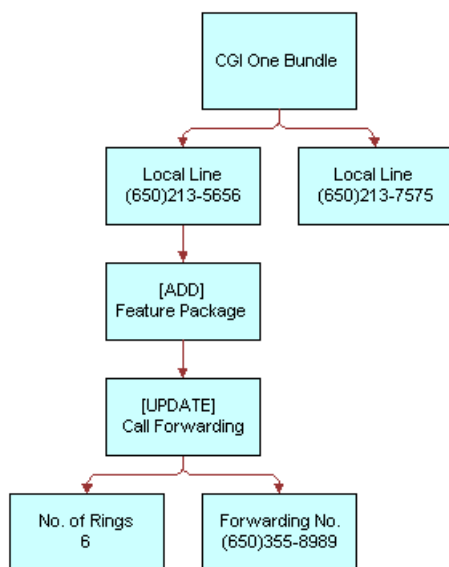 CGI One Bundle
Local Line
(650)213-5656
Local Line
(650)213-7575
[ADD]
Feature Package
[UPDATE]
Call Forwarding
No. of Rings
6
Forwarding No.
(650)355-8989